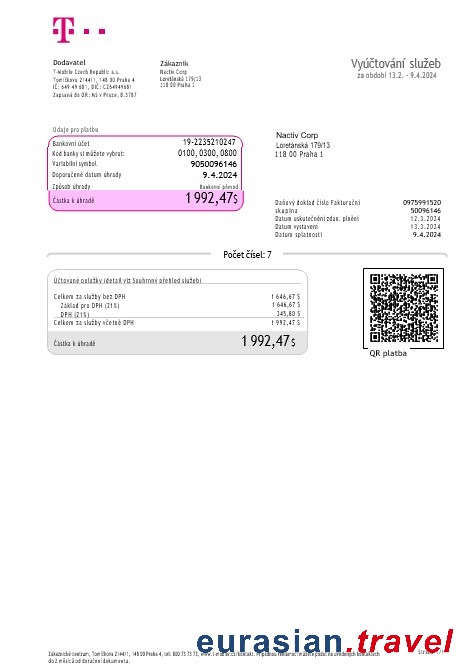 T
Dodavatel
T-Mobile Czech Republic a.s.
Tomíčkova 2144/1, 148 00 Praha 4
IČ: 649 49 681, DIČ: CZ64949681
Zapsaná do OR: MS v Praze, B.3787
Zákazník
Nactiv Corp
Loretánská 179/13
118 00 Praha 1
Vyúčtování služeb
za období 13.2. - 9.4.2024
Údaje pro platbu
Bankovní účet 19-2235210247
Kód banky si můžete vybrat: 0100, 0300, 0800
Variabilní symbol 9050096146
Doporučené datum úhrady 9.4.2024
Způsob úhrady Bankovní převod
Částka k úhradě 1 992,47 $
Nactiv Corp
Loretánská 179/13
118 00 Praha 1
Daňový doklad číslo Fakturační 0975991520
skupina 50096146
Datum uskutečnění zdan. plnění 12.3.2024
Datum vystavení 13.3.2024
Datum splatnosti 9.4.2024
Počet čísel: 7
Účtované položky (detail viz Souhrnný přehled služeb)
Celkem za služby bez DPH 1 646,67 $
Základ pro DPH (21%) 1 646,67 $
DPH (21%) 345,80 $
Celkem za služby včetně DPH 1 992,47 $
Částka k úhradě 1 992,47 $
QR platba
eurasian.travel
Zákaznické centrum, Tomíčkova 2144/1, 148 00 Praha 4, tel: 800 73 73 73, www.t-mobile.cz/kontakt. Případnou reklamaci můžete podat na uvedených kontaktech
do 2 měsíců od doručení dokumentu.